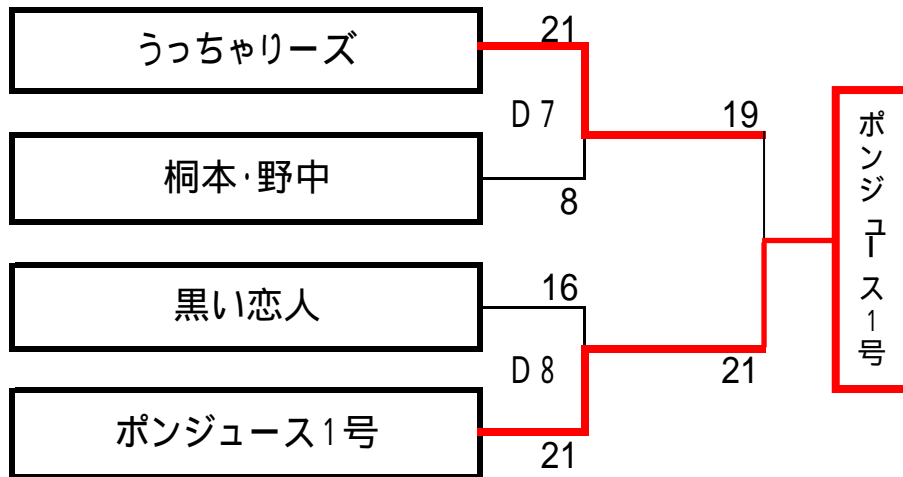 うっちゃリーズ
21
D7
19
桐本・野中
8
黒い恋人
16
D8
21
ポンジュース1号
21
ポンジュース1号